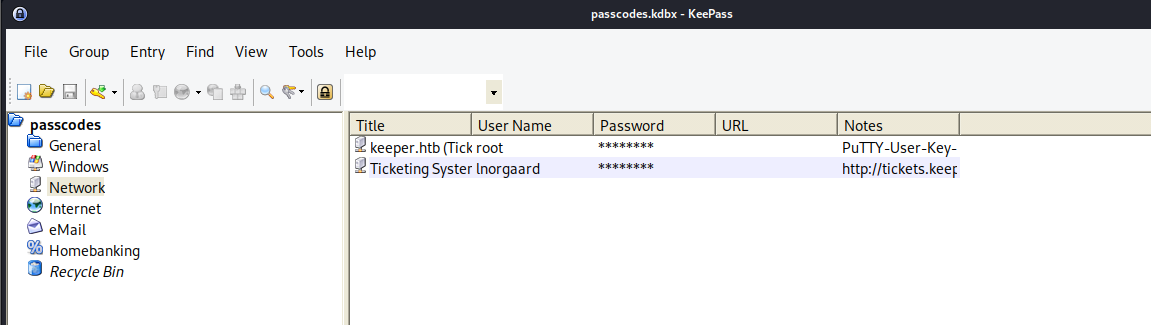 passcodes.kdbx - KeePass
File Group Entry Find View Tools Help
passcodes
General
Windows
Network
Internet
eMail
Homebanking
Recycle Bin
Title User Name Password URL Notes
keeper.htb (Tick root ******** PuTTY-User-Key-
Ticketing System lnorgaard ******** http://tickets.keep